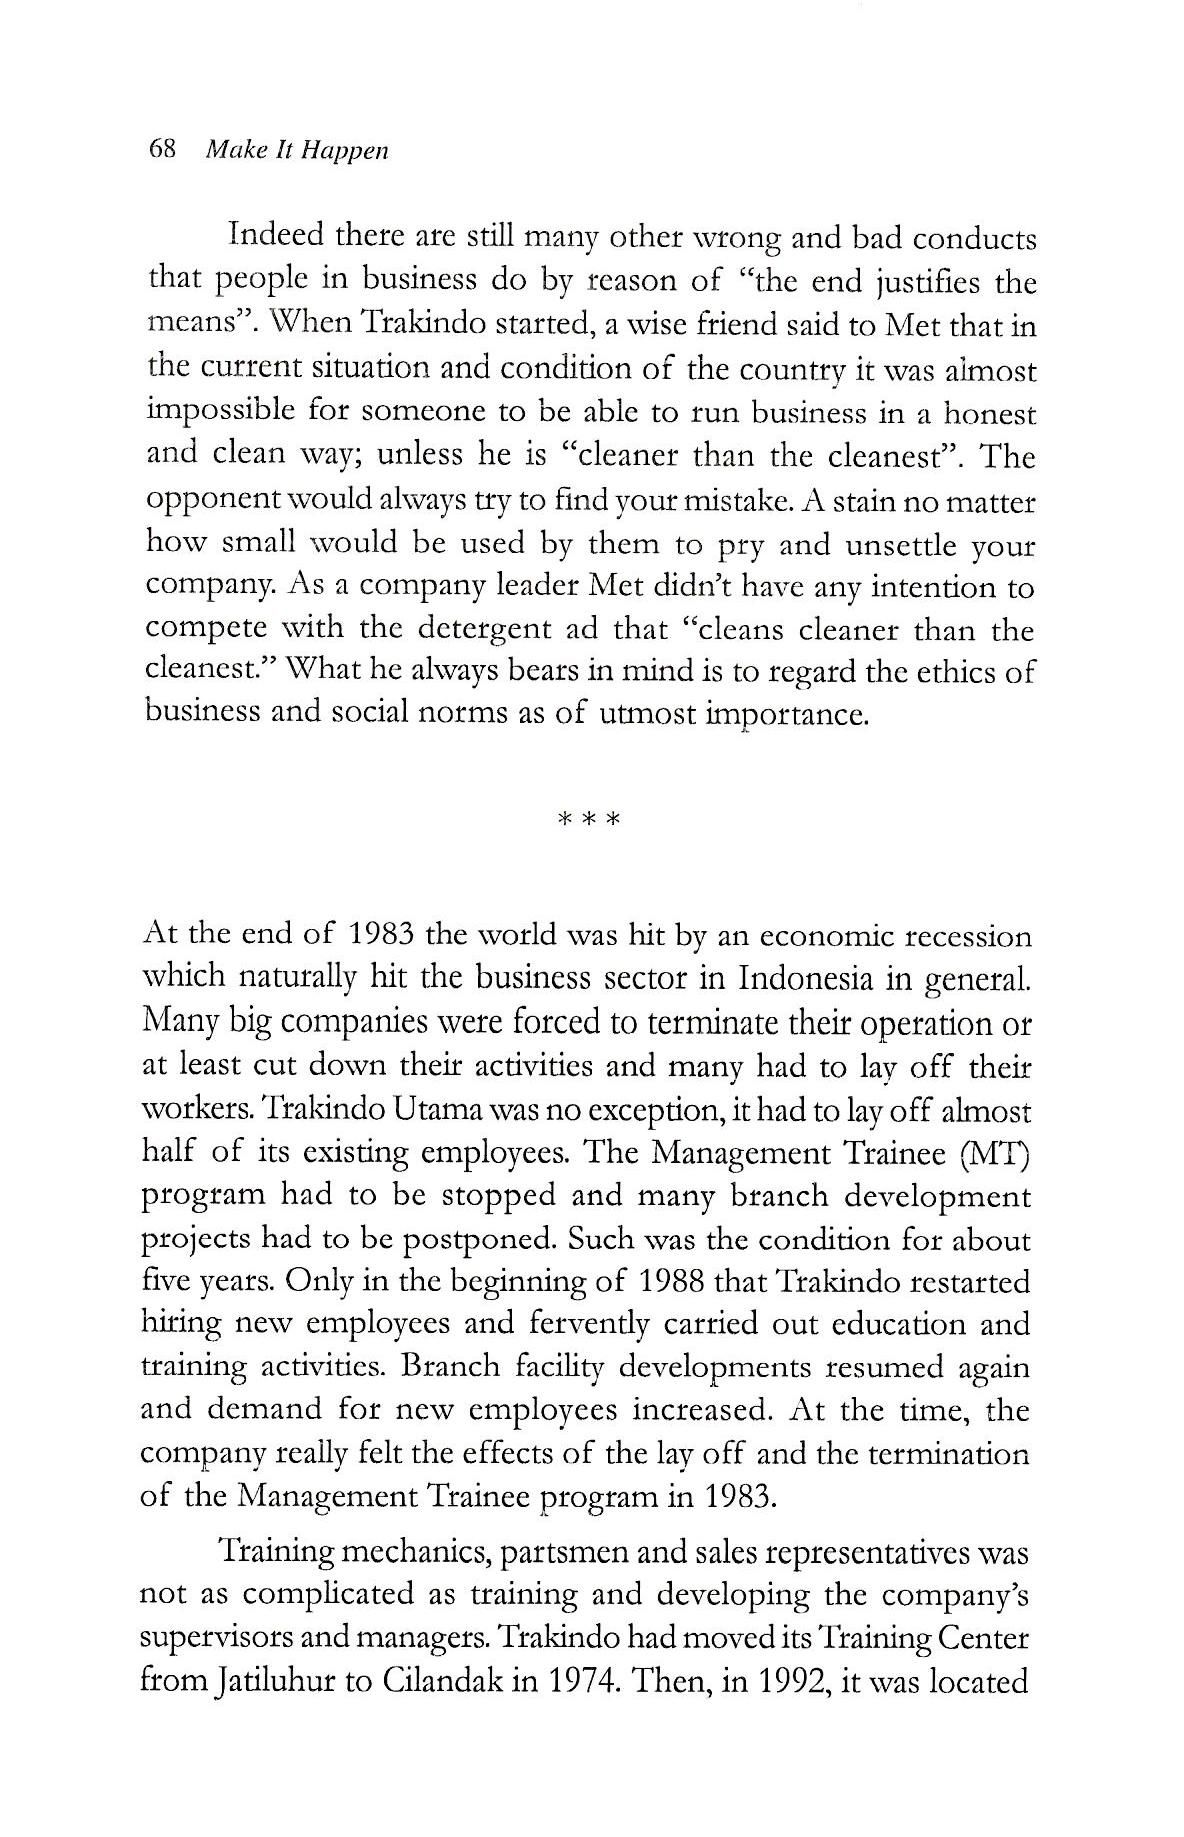 68 Make It Happen
Indeed there are still many other wrong and bad conducts
that people in business do by reason of “the end justifies the
means”. When Trakindo started, a wise friend said to Met that in
the current situation and condition of the country it was almost
impossible for someone to be able to run business in a honest
and clean way; unless he is “cleaner than the cleanest”. The
opponent would always try to find your mistake. A stain no matter
how small would be used by them to pry and unsettle your
company. As a company leader Met didn’t have any intention to
compete with the detergent ad that “cleans cleaner than the
cleanest.” What he always bears in mind is to regard the ethics of
business and social norms as of utmost importance.
* * *
At the end of 1983 the world was hit by an economic recession
which naturally hit the business sector in Indonesia in general.
Many big companies were forced to terminate their operation or
at least cut down their activities and many had to lay off their
workers. Trakindo Utama was no exception, it had to lay off almost
half of its existing employees. The Management Trainee (MT)
program had to be stopped and many branch development
projects had to be postponed. Such was the condition for about
five years. Only in the beginning of 1988 that Trakindo restarted
hiring new employees and fervently carried out education and
training activities. Branch facility developments resumed again
and demand for new employees increased. At the time, the
company really felt the effects of the lay off and the termination
of the Management Trainee program in 1983.
Training mechanics, partsmen and sales representatives was
not as complicated as training and developing the company’s
supervisors and managers. Trakindo had moved its Training Center
from Jatiluhur to Cilandak in 1974. Then, in 1992, it was located